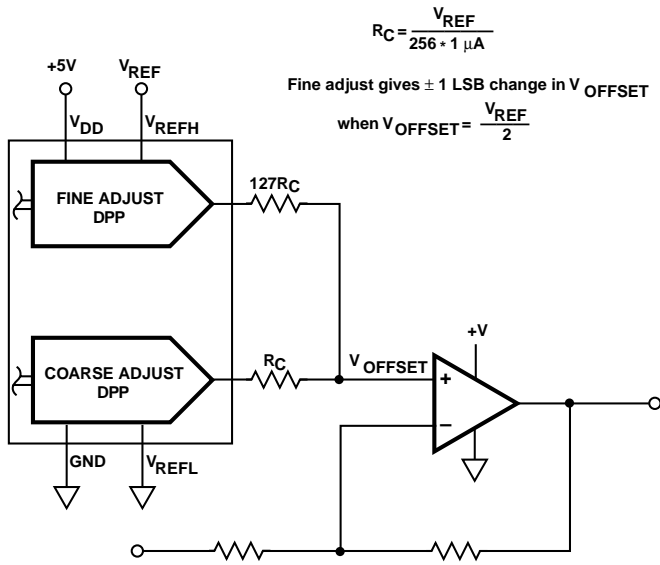 R_C = V_REF / 256 * 1 µA
Fine adjust gives ± 1 LSB change in V_OFFSET
when V_OFFSET = V_REF / 2
+5V
V_REF
V_DD
V_REFH
FINE ADJUST
DPP
127R_C
COARSE ADJUST
DPP
R_C
V_OFFSET
+V
+
−
GND
V_REFL